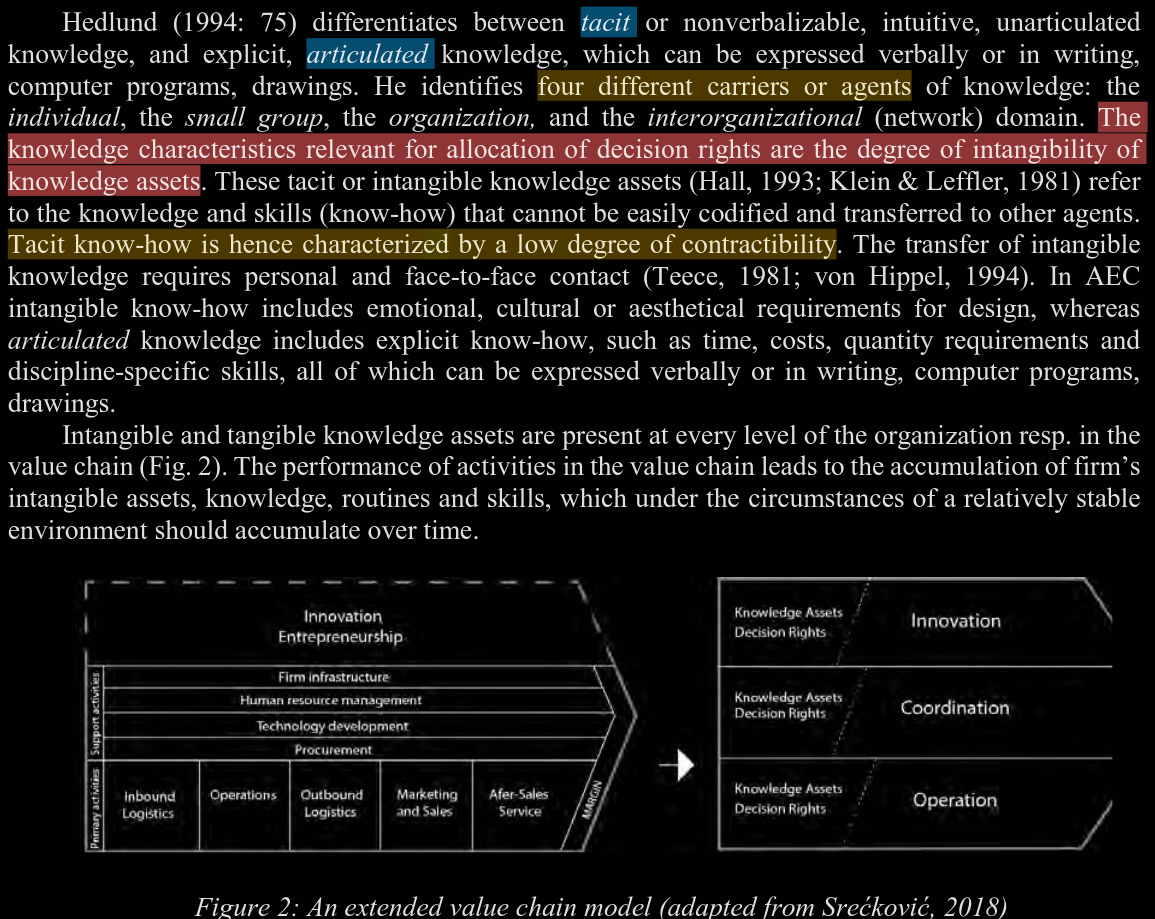 Hedlund (1994: 75) differentiates between tacit or nonverbalizable, intuitive, unarticulated
knowledge, and explicit, articulated knowledge, which can be expressed verbally or in writing,
computer programs, drawings. He identifies four different carriers or agents of knowledge: the
individual, the small group, the organization, and the interorganizational (network) domain. The
knowledge characteristics relevant for allocation of decision rights are the degree of intangibility of
knowledge assets. These tacit or intangible knowledge assets (Hall, 1993; Klein & Leffler, 1981) refer
to the knowledge and skills (know-how) that cannot be easily codified and transferred to other agents.
Tacit know-how is hence characterized by a low degree of contractibility. The transfer of intangible
knowledge requires personal and face-to-face contact (Teece, 1981; von Hippel, 1994). In AEC
intangible know-how includes emotional, cultural or aesthetical requirements for design, whereas
articulated knowledge includes explicit know-how, such as time, costs, quantity requirements and
discipline-specific skills, all of which can be expressed verbally or in writing, computer programs,
drawings.
Intangible and tangible knowledge assets are present at every level of the organization resp. in the
value chain (Fig. 2). The performance of activities in the value chain leads to the accumulation of firm's
intangible assets, knowledge, routines and skills, which under the circumstances of a relatively stable
environment should accumulate over time.
Innovation
Entrepreneurship
Support activities
Firm infrastructure
Human resource management
Technology development
Procurement
Primary activities
Inbound
Logistics
Operations
Outbound
Logistics
Marketing
and Sales
Afer-Sales
Service
MARGIN
Knowledge Assets
Decision Rights
Innovation
Knowledge Assets
Decision Rights
Coordination
Knowledge Assets
Decision Rights
Operation
Figure 2: An extended value chain model (adapted from Srećković, 2018)